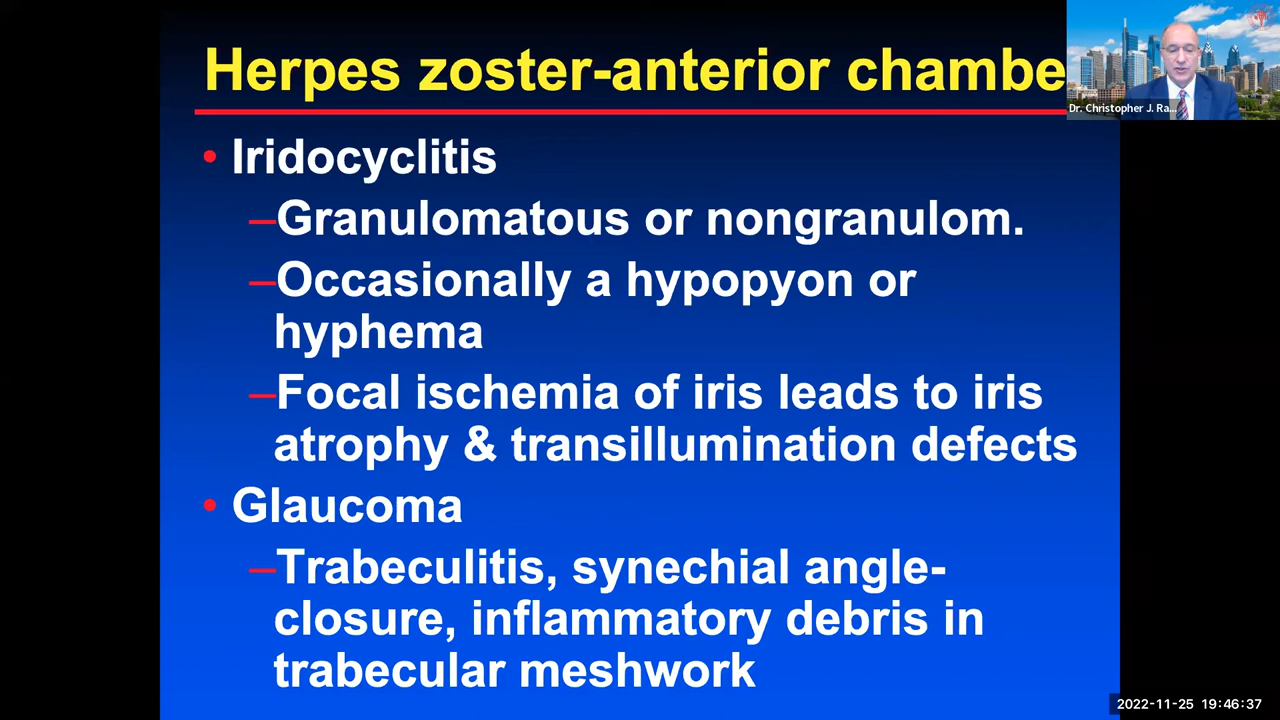 Herpes zoster-anterior chambe
Dr. Christopher J. Ra...
• Iridocyclitis
–Granulomatous or nongranulom.
–Occasionally a hypopyon or
hyphema
–Focal ischemia of iris leads to iris
atrophy & transillumination defects
• Glaucoma
–Trabeculitis, synechial angle-
closure, inflammatory debris in
trabecular meshwork
2022-11-25 19:46:37